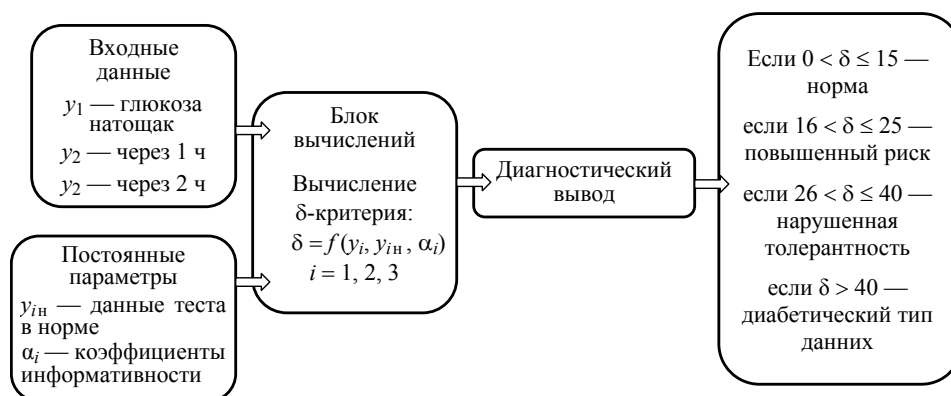 Входные
данные
y1 — глюкоза
натощак
y2 — через 1 ч
y2 — через 2 ч
Постоянные
параметры
yiн — данные теста
в норме
αi — коэффициенты
информативности
Блок
вычислений
Вычисление
δ-критерия:
δ = f(yi, yiн , αi)
i = 1, 2, 3
Диагностический
вывод
Если 0 < δ ≤ 15 —
норма
если 16 < δ ≤ 25 —
повышенный риск
если 26 < δ ≤ 40 —
нарушенная
толерантность
если δ > 40 —
диабетический тип
данних